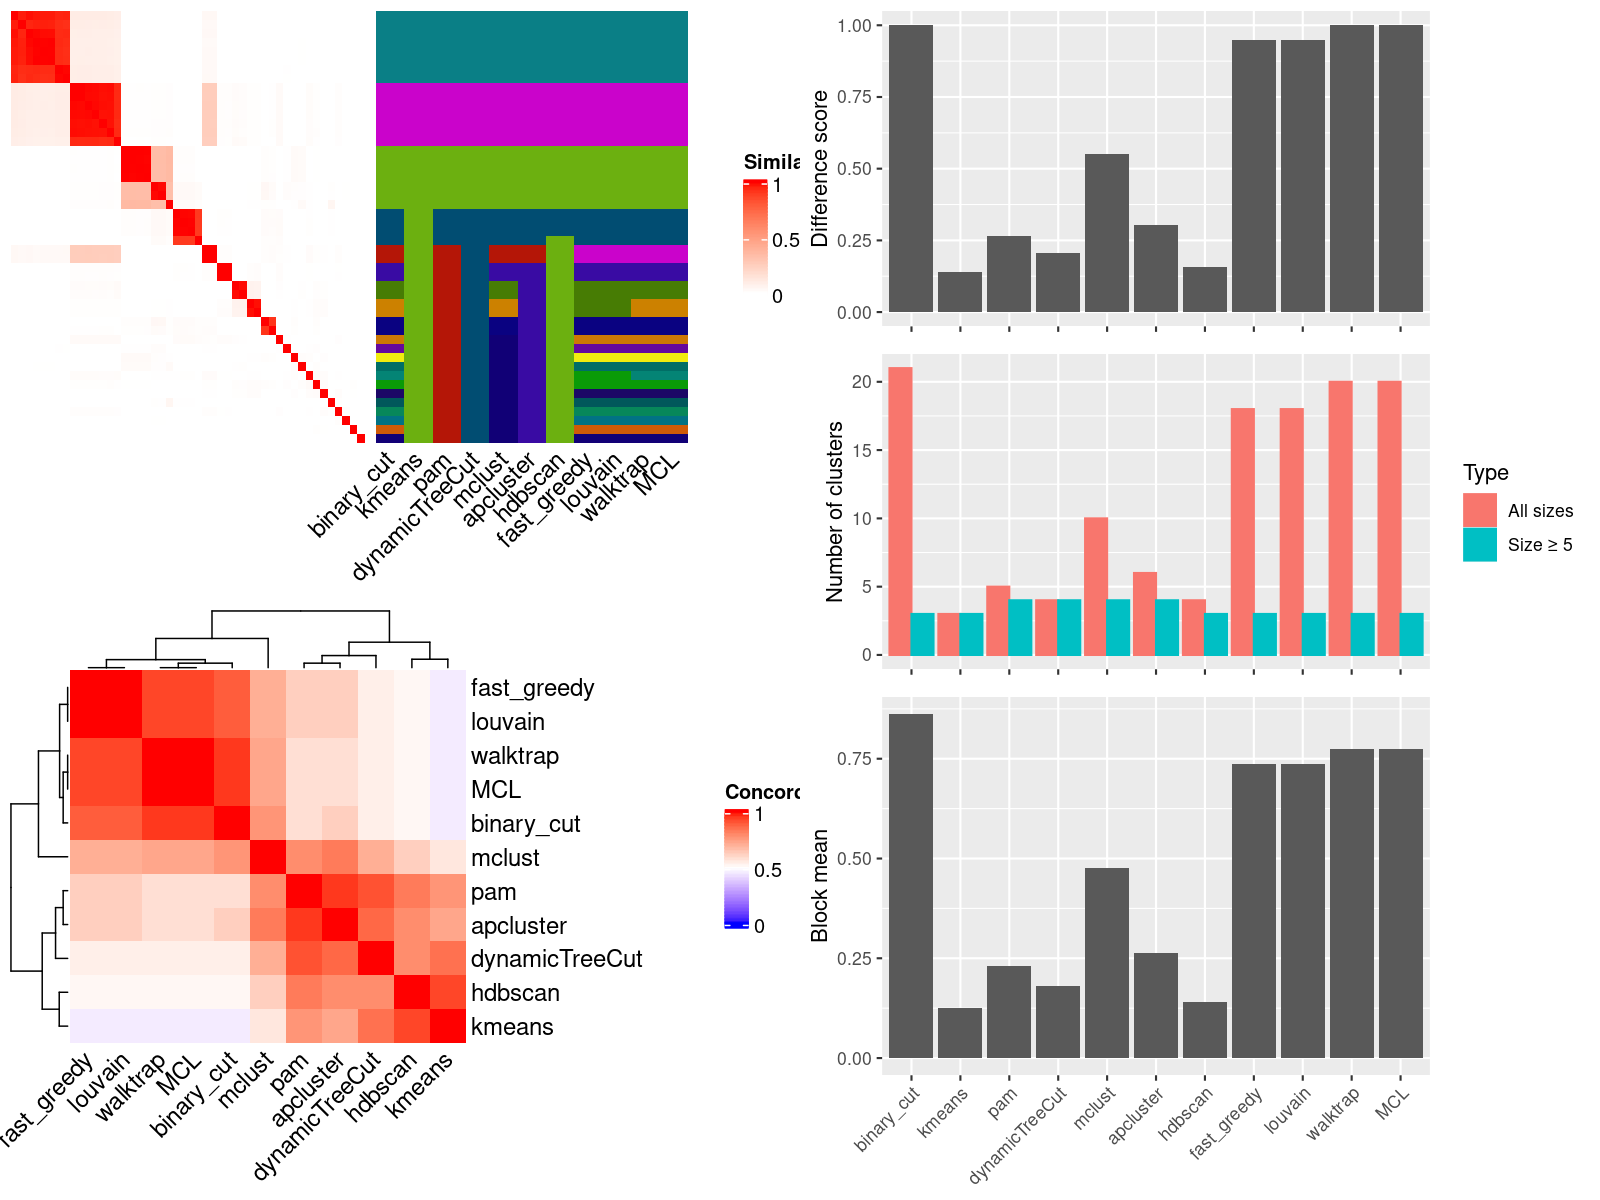 Simila
1
0.5
0
binary_cut
kmeans
pam
dynamicTreeCut
mclust
apcluster
hdbscan
fast_greedy
louvain
walktrap
MCL
fast_greedy
louvain
walktrap
MCL
binary_cut
mclust
pam
apcluster
dynamicTreeCut
hdbscan
kmeans
Concord
1
0.5
0
fast_greedy
louvain
walktrap
MCL
binary_cut
mclust
pam
apcluster
dynamicTreeCut
hdbscan
kmeans
Difference score
1.00
0.75
0.50
0.25
0.00
Number of clusters
20
15
10
5
0
Type
All sizes
Size ≥ 5
Block mean
0.75
0.50
0.25
0.00
binary_cut
kmeans
pam
dynamicTreeCut
mclust
apcluster
hdbscan
fast_greedy
louvain
walktrap
MCL